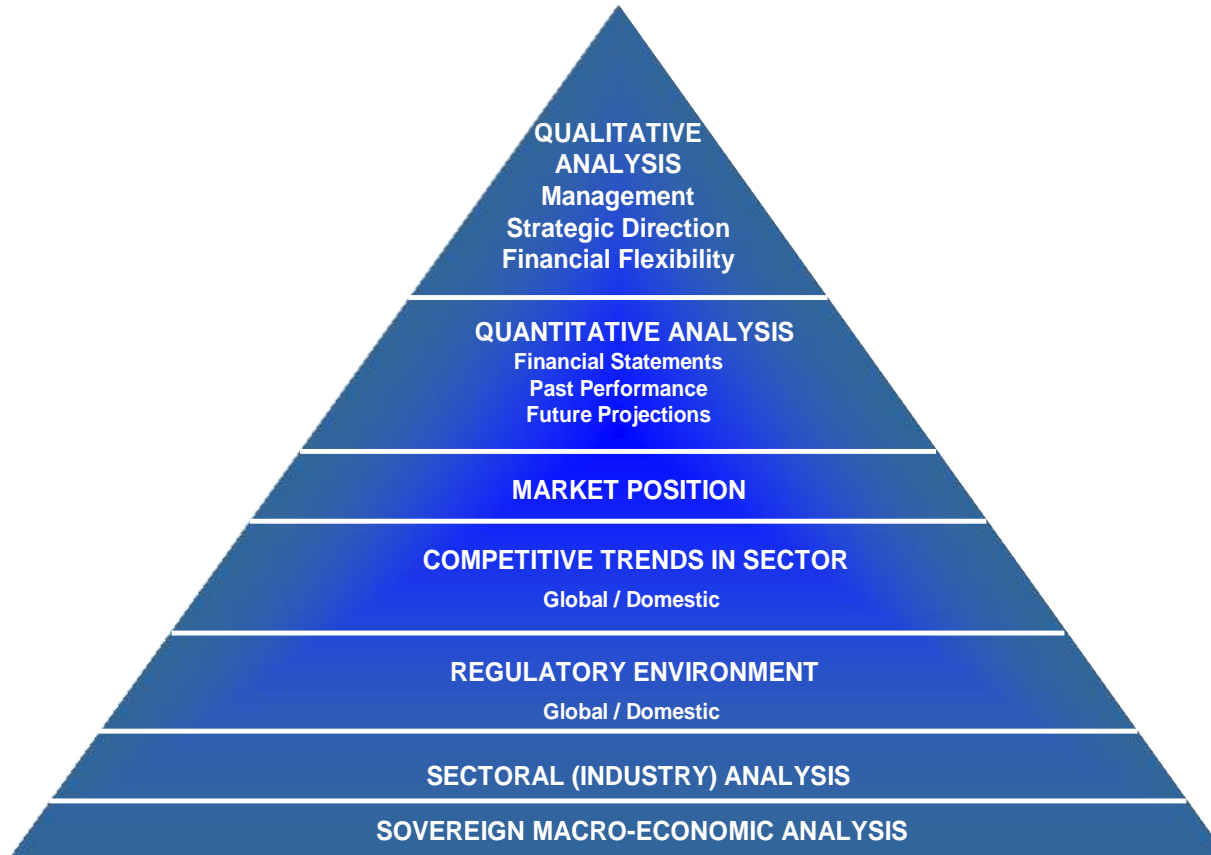 QUALITATIVE
ANALYSIS
Management
Strategic Direction
Financial Flexibility
QUANTITATIVE ANALYSIS
Financial Statements
Past Performance
Future Projections
MARKET POSITION
COMPETITIVE TRENDS IN SECTOR
Global / Domestic
REGULATORY ENVIRONMENT
Global / Domestic
SECTORAL (INDUSTRY) ANALYSIS
SOVEREIGN MACRO-ECONOMIC ANALYSIS